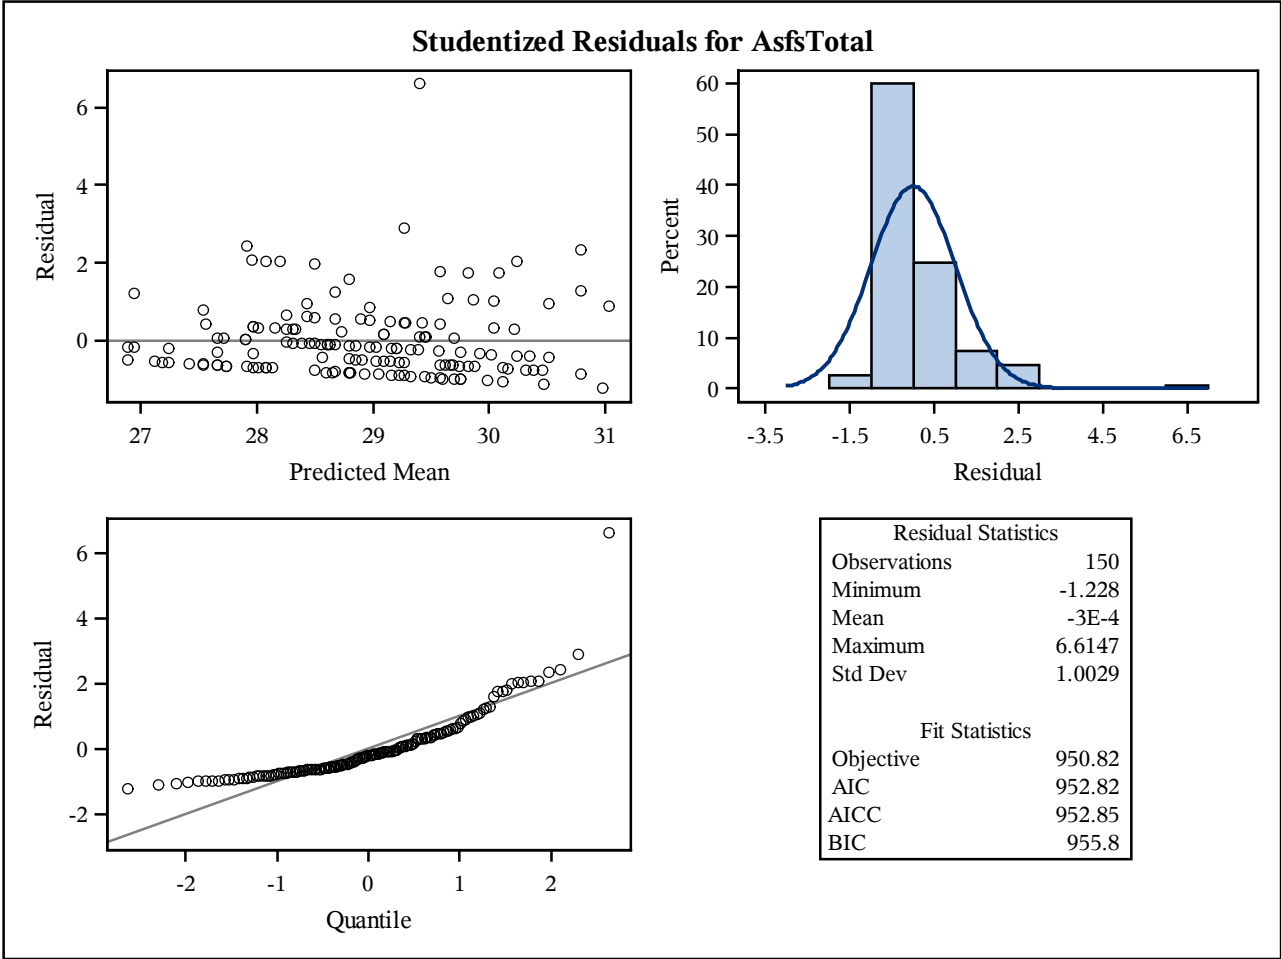 Studentized Residuals for AsfsTotal
6
4
2
0
Residual
27 28 29 30 31
Predicted Mean
60
50
40
30
20
10
0
Percent
-3.5 -1.5 0.5 2.5 4.5 6.5
Residual
6
4
2
0
-2
Residual
-2 -1 0 1 2
Quantile
Residual Statistics
Observations 150
Minimum -1.228
Mean -3E-4
Maximum 6.6147
Std Dev 1.0029
Fit Statistics
Objective 950.82
AIC 952.82
AICC 952.85
BIC 955.8